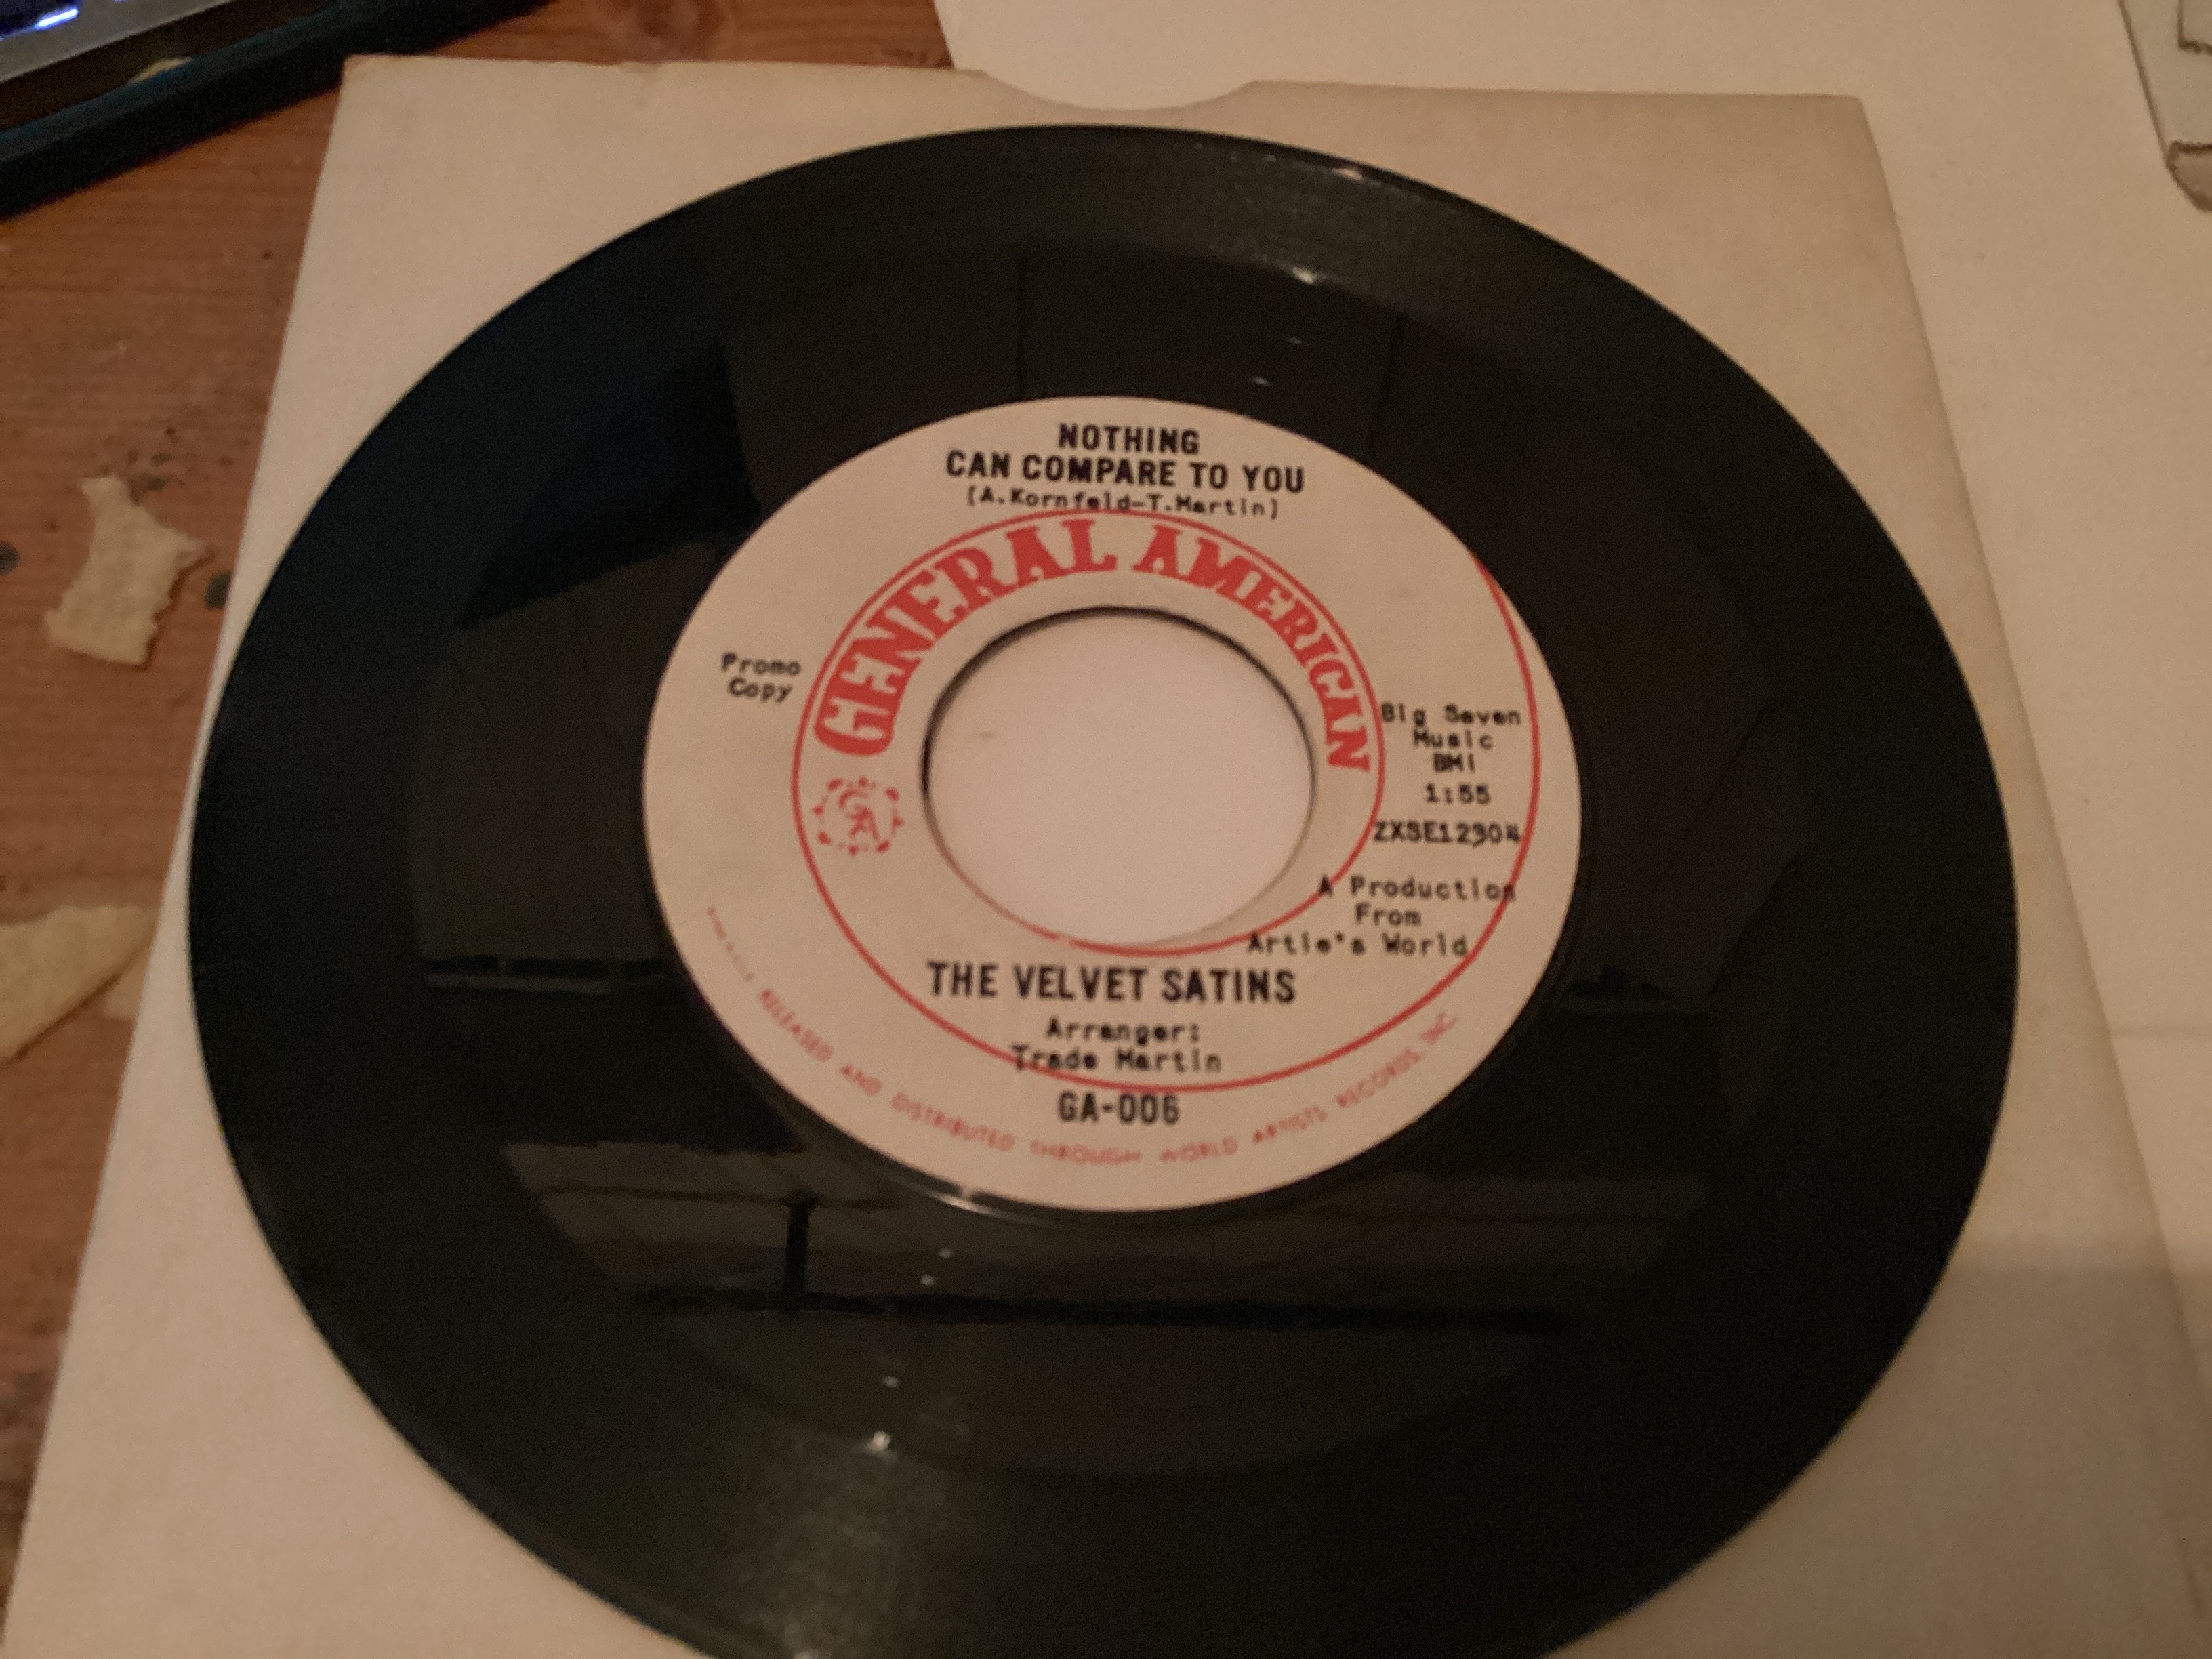 NOTHING
CAN COMPARE TO YOU
(A.Kornfeld-T.Martin)
GENERAL AMERICAN
Promo
Copy
GA
Big Seven
Music
BMI
1:55
ZXSE12304
A Production
From
Artie's World
THE VELVET SATINS
Arranger:
Trade Martin
GA-006
RELEASED AND DISTRIBUTED THROUGH WORLD ARTISTS RECORDS, INC.